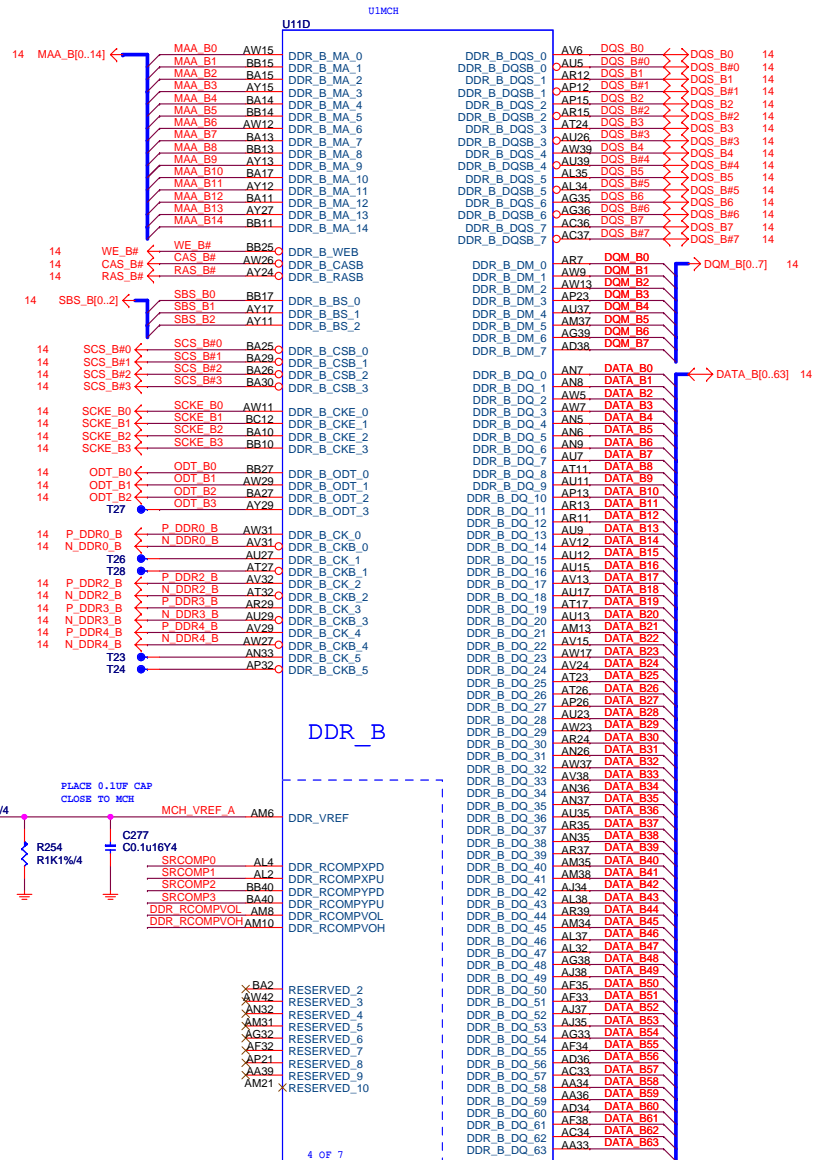 U1MCH
U11D
14 MAA_B[0..14]
MAA_B0 AW15 DDR_B_MA_0
MAA_B1 BB15 DDR_B_MA_1
MAA_B2 BA15 DDR_B_MA_2
MAA_B3 AY15 DDR_B_MA_3
MAA_B4 BA14 DDR_B_MA_4
MAA_B5 BB14 DDR_B_MA_5
MAA_B6 AW12 DDR_B_MA_6
MAA_B7 BA13 DDR_B_MA_7
MAA_B8 BB13 DDR_B_MA_8
MAA_B9 AY13 DDR_B_MA_9
MAA_B10 BA17 DDR_B_MA_10
MAA_B11 AY12 DDR_B_MA_11
MAA_B12 BA11 DDR_B_MA_12
MAA_B13 AY27 DDR_B_MA_13
MAA_B14 BB11 DDR_B_MA_14
14 WE_B# WE_B# BB25 DDR_B_WEB
14 CAS_B# CAS_B# AW26 DDR_B_CASB
14 RAS_B# RAS_B# AY24 DDR_B_RASB
14 SBS_B[0..2]
SBS_B0 BB17 DDR_B_BS_0
SBS_B1 AY17 DDR_B_BS_1
SBS_B2 AY11 DDR_B_BS_2
14 SCS_B#0 SCS_B#0 BA25 DDR_B_CSB_0
14 SCS_B#1 SCS_B#1 BA29 DDR_B_CSB_1
14 SCS_B#2 SCS_B#2 BA26 DDR_B_CSB_2
14 SCS_B#3 SCS_B#3 BA30 DDR_B_CSB_3
14 SCKE_B0 SCKE_B0 AW11 DDR_B_CKE_0
14 SCKE_B1 SCKE_B1 BC12 DDR_B_CKE_1
14 SCKE_B2 SCKE_B2 BA10 DDR_B_CKE_2
14 SCKE_B3 SCKE_B3 BB10 DDR_B_CKE_3
14 ODT_B0 ODT_B0 BB27 DDR_B_ODT_0
14 ODT_B1 ODT_B1 AW29 DDR_B_ODT_1
14 ODT_B2 ODT_B2 BA27 DDR_B_ODT_2
T27 ODT_B3 AY29 DDR_B_ODT_3
14 P_DDR0_B P_DDR0_B AW31 DDR_B_CK_0
14 N_DDR0_B N_DDR0_B AV31 DDR_B_CKB_0
T26 AU27 DDR_B_CK_1
T28 AT27 DDR_B_CKB_1
14 P_DDR2_B P_DDR2_B AV32 DDR_B_CK_2
14 N_DDR2_B N_DDR2_B AT32 DDR_B_CKB_2
14 P_DDR3_B P_DDR3_B AR29 DDR_B_CK_3
14 N_DDR3_B N_DDR3_B AU29 DDR_B_CKB_3
14 P_DDR4_B P_DDR4_B AV29 DDR_B_CK_4
14 N_DDR4_B N_DDR4_B AW27 DDR_B_CKB_4
T23 AN33 DDR_B_CK_5
T24 AP32 DDR_B_CKB_5
DDR_B
PLACE 0.1UF CAP
CLOSE TO MCH
/4
MCH_VREF_A AM6 DDR_VREF
R254
R1K1%/4
C277
C0.1u16Y4
SRCOMP0 AL4 DDR_RCOMPXPD
SRCOMP1 AL2 DDR_RCOMPXPU
SRCOMP2 BB40 DDR_RCOMPYPD
SRCOMP3 BA40 DDR_RCOMPYPU
DDR_RCOMPVOL AM8 DDR_RCOMPVOL
DDR_RCOMPVOH AM10 DDR_RCOMPVOH
BA2 RESERVED_2
AW42 RESERVED_3
AN32 RESERVED_4
AM31 RESERVED_5
AG32 RESERVED_6
AF32 RESERVED_7
AP21 RESERVED_8
AA39 RESERVED_9
AM21 RESERVED_10
4 OF 7
DDR_B_DQS_0 AV6 DQS_B0 DQS_B0 14
DDR_B_DQSB_0 AU5 DQS_B#0 DQS_B#0 14
DDR_B_DQS_1 AR12 DQS_B1 DQS_B1 14
DDR_B_DQSB_1 AP12 DQS_B#1 DQS_B#1 14
DDR_B_DQS_2 AP15 DQS_B2 DQS_B2 14
DDR_B_DQSB_2 AR15 DQS_B#2 DQS_B#2 14
DDR_B_DQS_3 AT24 DQS_B3 DQS_B3 14
DDR_B_DQSB_3 AU26 DQS_B#3 DQS_B#3 14
DDR_B_DQS_4 AW39 DQS_B4 DQS_B4 14
DDR_B_DQSB_4 AU39 DQS_B#4 DQS_B#4 14
DDR_B_DQS_5 AL35 DQS_B5 DQS_B5 14
DDR_B_DQSB_5 AL34 DQS_B#5 DQS_B#5 14
DDR_B_DQS_6 AG35 DQS_B6 DQS_B6 14
DDR_B_DQSB_6 AG36 DQS_B#6 DQS_B#6 14
DDR_B_DQS_7 AC36 DQS_B7 DQS_B7 14
DDR_B_DQSB_7 AC37 DQS_B#7 DQS_B#7 14
DDR_B_DM_0 AR7 DQM_B0 DQM_B[0..7] 14
DDR_B_DM_1 AW9 DQM_B1
DDR_B_DM_2 AW13 DQM_B2
DDR_B_DM_3 AP23 DQM_B3
DDR_B_DM_4 AU37 DQM_B4
DDR_B_DM_5 AM37 DQM_B5
DDR_B_DM_6 AG39 DQM_B6
DDR_B_DM_7 AD38 DQM_B7
DDR_B_DQ_0 AN7 DATA_B0 DATA_B[0..63] 14
DDR_B_DQ_1 AN8 DATA_B1
DDR_B_DQ_2 AW5 DATA_B2
DDR_B_DQ_3 AW7 DATA_B3
DDR_B_DQ_4 AN5 DATA_B4
DDR_B_DQ_5 AN6 DATA_B5
DDR_B_DQ_6 AN9 DATA_B6
DDR_B_DQ_7 AU7 DATA_B7
DDR_B_DQ_8 AT11 DATA_B8
DDR_B_DQ_9 AU11 DATA_B9
DDR_B_DQ_10 AP13 DATA_B10
DDR_B_DQ_11 AR13 DATA_B11
DDR_B_DQ_12 AR11 DATA_B12
DDR_B_DQ_13 AU9 DATA_B13
DDR_B_DQ_14 AV12 DATA_B14
DDR_B_DQ_15 AU12 DATA_B15
DDR_B_DQ_16 AU15 DATA_B16
DDR_B_DQ_17 AV13 DATA_B17
DDR_B_DQ_18 AU17 DATA_B18
DDR_B_DQ_19 AT17 DATA_B19
DDR_B_DQ_20 AU13 DATA_B20
DDR_B_DQ_21 AM13 DATA_B21
DDR_B_DQ_22 AV15 DATA_B22
DDR_B_DQ_23 AW17 DATA_B23
DDR_B_DQ_24 AV24 DATA_B24
DDR_B_DQ_25 AT23 DATA_B25
DDR_B_DQ_26 AT26 DATA_B26
DDR_B_DQ_27 AP26 DATA_B27
DDR_B_DQ_28 AU23 DATA_B28
DDR_B_DQ_29 AW23 DATA_B29
DDR_B_DQ_30 AR24 DATA_B30
DDR_B_DQ_31 AN26 DATA_B31
DDR_B_DQ_32 AW37 DATA_B32
DDR_B_DQ_33 AV38 DATA_B33
DDR_B_DQ_34 AN36 DATA_B34
DDR_B_DQ_35 AN37 DATA_B35
DDR_B_DQ_36 AU35 DATA_B36
DDR_B_DQ_37 AR35 DATA_B37
DDR_B_DQ_38 AN35 DATA_B38
DDR_B_DQ_39 AR37 DATA_B39
DDR_B_DQ_40 AM35 DATA_B40
DDR_B_DQ_41 AM38 DATA_B41
DDR_B_DQ_42 AJ34 DATA_B42
DDR_B_DQ_43 AL38 DATA_B43
DDR_B_DQ_44 AR39 DATA_B44
DDR_B_DQ_45 AM34 DATA_B45
DDR_B_DQ_46 AL37 DATA_B46
DDR_B_DQ_47 AL32 DATA_B47
DDR_B_DQ_48 AG38 DATA_B48
DDR_B_DQ_49 AJ38 DATA_B49
DDR_B_DQ_50 AF35 DATA_B50
DDR_B_DQ_51 AF33 DATA_B51
DDR_B_DQ_52 AJ37 DATA_B52
DDR_B_DQ_53 AJ35 DATA_B53
DDR_B_DQ_54 AG33 DATA_B54
DDR_B_DQ_55 AF34 DATA_B55
DDR_B_DQ_56 AD36 DATA_B56
DDR_B_DQ_57 AC33 DATA_B57
DDR_B_DQ_58 AA34 DATA_B58
DDR_B_DQ_59 AA36 DATA_B59
DDR_B_DQ_60 AD34 DATA_B60
DDR_B_DQ_61 AF38 DATA_B61
DDR_B_DQ_62 AC34 DATA_B62
DDR_B_DQ_63 AA33 DATA_B63